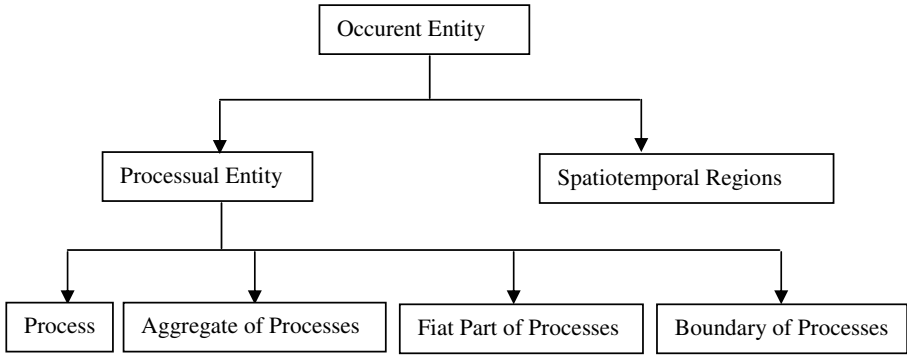 Occurent Entity
Processual Entity
Spatiotemporal Regions
Process
Aggregate of Processes
Fiat Part of Processes
Boundary of Processes